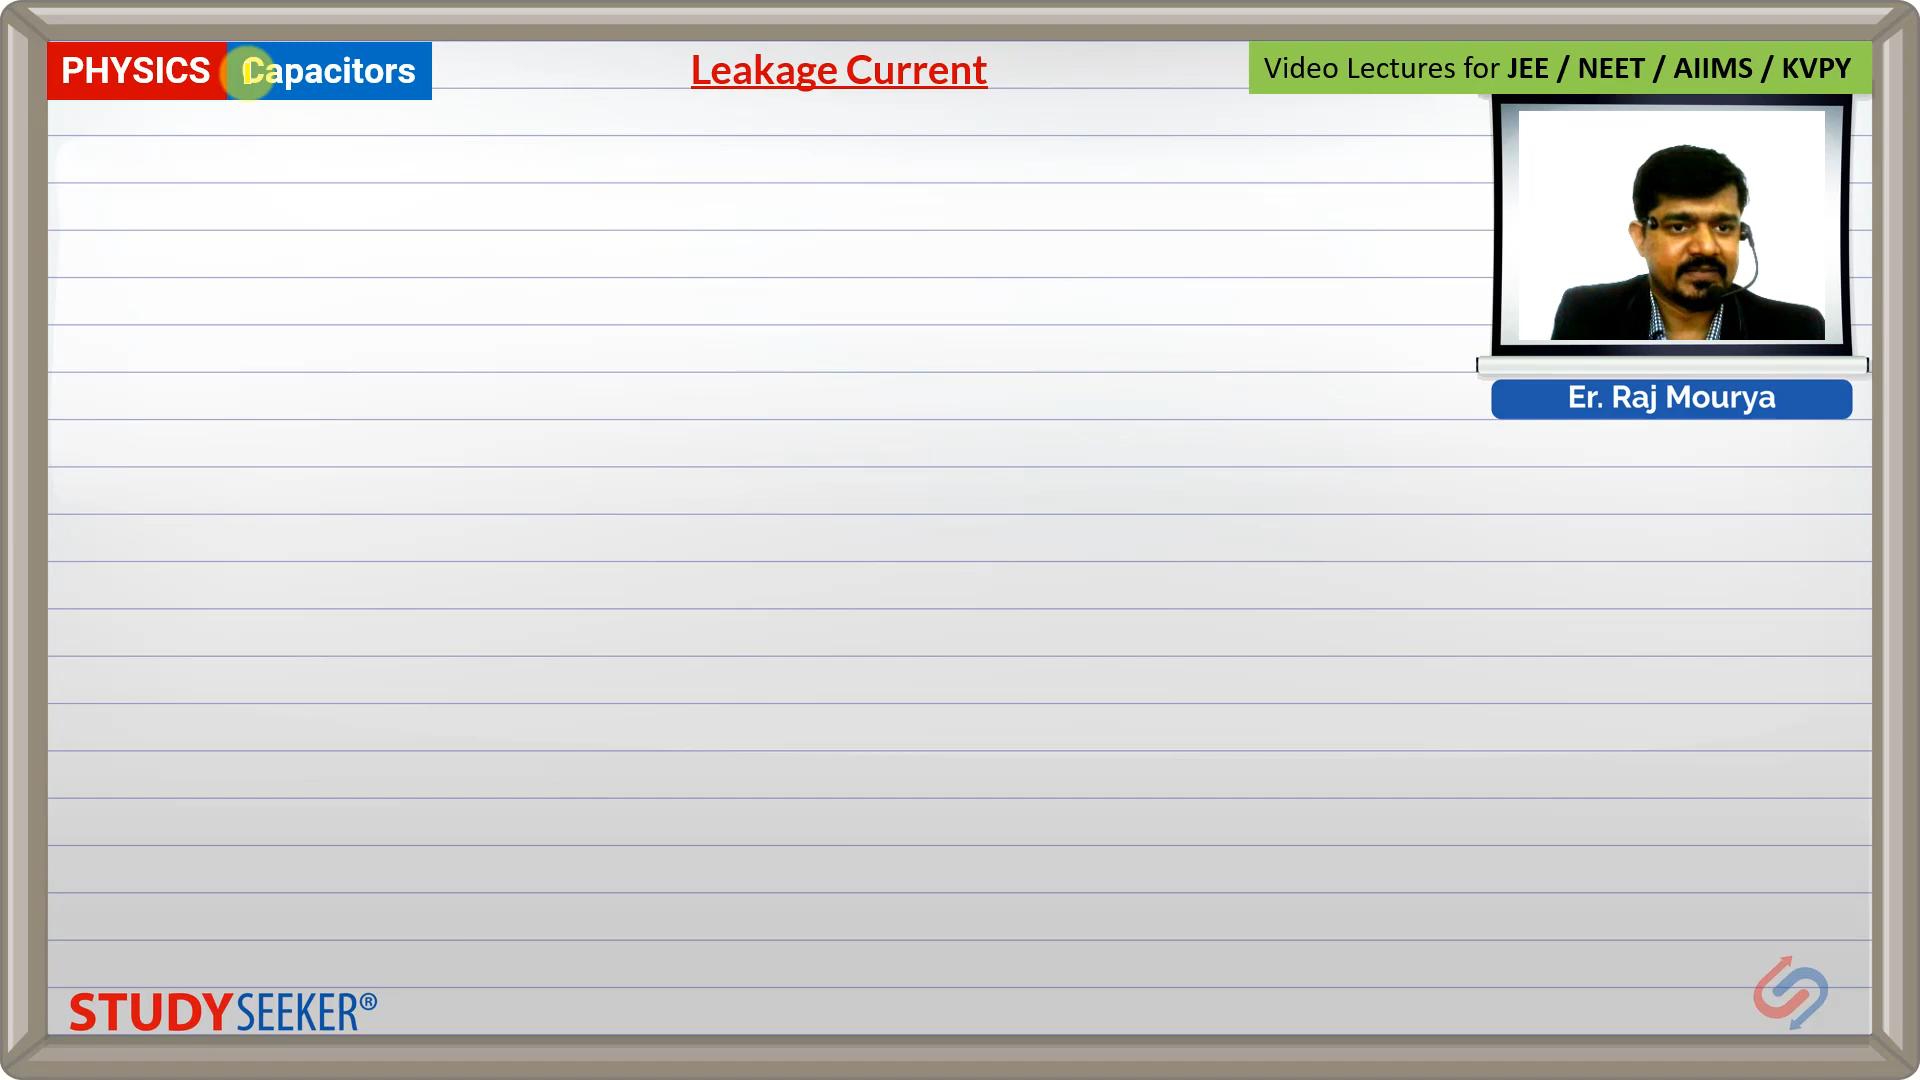 PHYSICS Capacitors
Leakage Current
Video Lectures for JEE / NEET / AIIMS / KVPY
Er. Raj Mourya
STUDYSEEKER®